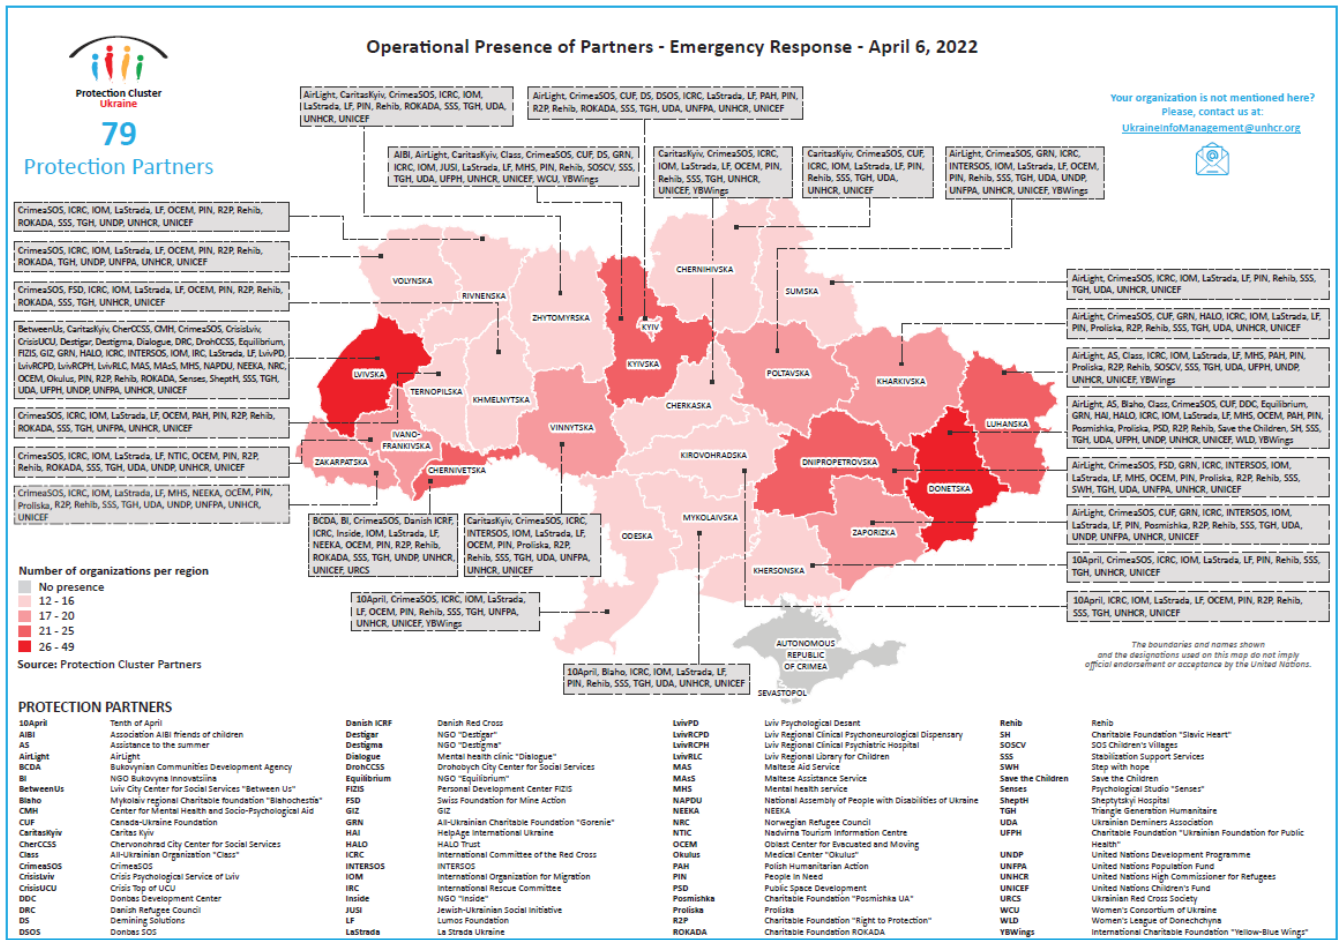 Operational Presence of Partners - Emergency Response - April 6, 2022
Protection Cluster
Ukraine
79
Protection Partners
Your organization is not mentioned here?
Please, contact us at:
UkraineInfoManagement@unhcr.org
AirLight, CaritasKyiv, CrimeaSOS, ICRC, IOM,
LaStrada, LF, PIN, Rehib, ROKADA, SSS, TGH, UDA,
UNHCR, UNICEF
AirLight, CrimeaSOS, CUF, DS, DSOS, ICRC, LaStrada, LF, PAH, PIN,
R2P, Rehib, ROKADA, SSS, TGH, UDA, UNFPA, UNHCR, UNICEF
AIBI, AirLight, CaritasKyiv, Class, CrimeaSOS, CUF, DS, GRN,
ICRC, IOM, JUSI, LaStrada, LF, MHS, PIN, Rehib, SOSCV, SSS,
TGH, UDA, UFPH, UNHCR, UNICEF, WCU, YBWings
CaritasKyiv, CrimeaSOS, ICRC,
IOM, LaStrada, LF, OCEM, PIN,
Rehib, SSS, TGH, UNHCR,
UNICEF, YBWings
CaritasKyiv, CrimeaSOS, CUF,
ICRC, IOM, LaStrada, LF, PIN,
Rehib, SSS, TGH, UDA,
UNHCR, UNICEF
AirLight, CrimeaSOS, GRN, ICRC,
INTERSOS, IOM, LaStrada, LF, OCEM,
PIN, Rehib, SSS, TGH, UDA, UNDP,
UNFPA, UNHCR, UNICEF, YBWings
CrimeaSOS, ICRC, IOM, LaStrada, LF, OCEM, PIN, R2P, Rehib,
ROKADA, SSS, TGH, UNDP, UNHCR, UNICEF
CrimeaSOS, ICRC, IOM, LaStrada, LF, OCEM, PIN, R2P, Rehib,
ROKADA, TGH, UNDP, UNFPA, UNHCR, UNICEF
CrimeaSOS, FSD, ICRC, IOM, LaStrada, LF, OCEM, PIN, R2P, Rehib,
ROKADA, SSS, TGH, UNHCR, UNICEF
BetweenUs, CaritasKyiv, CherCCSS, CMH, CrimeaSOS, CrisisLviv,
CrisisUCU, Destigar, Destigma, Dialogue, DRC, DrohCCSS, Equilibrium,
FIZIS, GIZ, GRN, HALO, ICRC, INTERSOS, IOM, IRC, LaStrada, LF, LvivPD,
LvivRCPD, LvivRCPH, LvivRLC, MAS, MAsS, MHS, NAPDU, NEEKA, NRC,
OCEM, Okulus, PIN, R2P, Rehib, ROKADA, Senses, SheptH, SSS, TGH,
UDA, UFPH, UNDP, UNFPA, UNHCR, UNICEF
CrimeaSOS, ICRC, IOM, LaStrada, LF, OCEM, PAH, PIN, R2P, Rehib,
ROKADA, SSS, TGH, UNFPA, UNHCR, UNICEF
CrimeaSOS, ICRC, IOM, LaStrada, LF, NTIC, OCEM, PIN, R2P,
Rehib, ROKADA, SSS, TGH, UDA, UNDP, UNHCR, UNICEF
CrimeaSOS, ICRC, IOM, LaStrada, LF, MHS, NEEKA, OCEM, PIN,
Proliska, R2P, Rehib, SSS, TGH, UDA, UNDP, UNFPA, UNHCR,
UNICEF
AirLight, CrimeaSOS, ICRC, IOM, LaStrada, LF, PIN, Rehib, SSS,
TGH, UDA, UNHCR, UNICEF
AirLight, CrimeaSOS, CUF, GRN, HALO, ICRC, IOM, LaStrada, LF,
PIN, Proliska, R2P, Rehib, SSS, TGH, UDA, UNHCR, UNICEF
AirLight, AS, Class, ICRC, IOM, LaStrada, LF, MHS, PAH, PIN,
Proliska, R2P, Rehib, SOSCV, SSS, TGH, UDA, UFPH, UNDP,
UNHCR, UNICEF, YBWings
AirLight, AS, Blaho, Class, CrimeaSOS, CUF, DDC, Equilibrium,
GRN, HAI, HALO, ICRC, IOM, LaStrada, LF, MHS, OCEM, PAH, PIN,
Posmishka, Proliska, PSD, R2P, Rehib, Save the Children, SH, SSS,
TGH, UDA, UFPH, UNDP, UNHCR, UNICEF, WLD, YBWings
AirLight, CrimeaSOS, FSD, GRN, ICRC, INTERSOS, IOM,
LaStrada, LF, MHS, OCEM, PIN, Proliska, R2P, Rehib, SSS,
SWH, TGH, UDA, UNFPA, UNHCR, UNICEF
AirLight, CrimeaSOS, CUF, GRN, ICRC, INTERSOS, IOM,
LaStrada, LF, PIN, Posmishka, R2P, Rehib, SSS, TGH, UDA,
UNDP, UNFPA, UNHCR, UNICEF
10April, CrimeaSOS, ICRC, IOM, LaStrada, LF, PIN, Rehib, SSS,
TGH, UNHCR, UNICEF
10April, ICRC, IOM, LaStrada, LF, OCEM, PIN, R2P, Rehib,
SSS, TGH, UNHCR, UNICEF
BCDA, BI, CrimeaSOS, Danish ICRF,
ICRC, Inside, IOM, LaStrada, LF,
NEEKA, OCEM, PIN, R2P, Rehib,
ROKADA, SSS, TGH, UNDP, UNHCR,
UNICEF, URCS
CaritasKyiv, CrimeaSOS, ICRC,
INTERSOS, IOM, LaStrada, LF,
OCEM, PIN, Proliska, R2P,
Rehib, SSS, TGH, UDA, UNFPA,
UNHCR, UNICEF
10April, CrimeaSOS, ICRC, IOM, LaStrada,
LF, OCEM, PIN, Rehib, SSS, TGH, UNFPA,
UNHCR, UNICEF, YBWings
10April, Blaho, ICRC, IOM, LaStrada, LF,
PIN, Rehib, SSS, TGH, UDA, UNHCR, UNICEF
VOLYNSKA
RIVNENSKA
ZHYTOMYRSKA
KYIV
KYIVSKA
CHERNIHIVSKA
SUMSKA
LVIVSKA
TERNOPILSKA
KHMELNYTSKA
VINNYTSKA
CHERKASKA
POLTAVSKA
KHARKIVSKA
LUHANSKA
IVANO-
FRANKIVSKA
ZAKARPATSKA
CHERNIVETSKA
KIROVOHRADSKA
DNIPROPETROVSKA
DONETSKA
ODESKA
MYKOLAIVSKA
ZAPORIZKA
KHERSONSKA
AUTONOMOUS
REPUBLIC
OF CRIMEA
SEVASTOPOL
Number of organizations per region
No presence
12 - 16
17 - 20
21 - 25
26 - 49
Source: Protection Cluster Partners
The boundaries and names shown
and the designations used on this map do not imply
official endorsement or acceptance by the United Nations.
PROTECTION PARTNERS
10April Tenth of April
AIBI Association AIBI friends of children
AS Assistance to the summer
AirLight AirLight
BCDA Bukovynian Communities Development Agency
BI NGO Bukovyna Innovatsiina
BetweenUs Lviv City Center for Social Services "Between Us"
Blaho Mykolaiv regional Charitable foundation "Blahochestia"
CMH Center for Mental Health and Socio-Psychological Aid
CUF Canada-Ukraine Foundation
CaritasKyiv Caritas Kyiv
CherCCSS Chervonohrad City Center for Social Services
Class All-Ukrainian Organization "Class"
CrimeaSOS CrimeaSOS
CrisisLviv Crisis Psychological Service of Lviv
CrisisUCU Crisis Top of UCU
DDC Donbas Development Center
DRC Danish Refugee Council
DS Demining Solutions
DSOS Donbas SOS
Danish ICRF Danish Red Cross
Destigar NGO "Destigar"
Destigma NGO "Destigma"
Dialogue Mental health clinic "Dialogue"
DrohCCSS Drohobych City Center for Social Services
Equilibrium NGO "Equilibrium"
FIZIS Personal Development Center FIZIS
FSD Swiss Foundation for Mine Action
GIZ GIZ
GRN All-Ukrainian Charitable Foundation "Gorenie"
HAI HelpAge International Ukraine
HALO HALO Trust
ICRC International Committee of the Red Cross
INTERSOS INTERSOS
IOM International Organization for Migration
IRC International Rescue Committee
Inside NGO "Inside"
JUSI Jewish-Ukrainian Social Initiative
LF Lumos Foundation
LaStrada La Strada Ukraine
LvivPD Lviv Psychological Desant
LvivRCPD Lviv Regional Clinical Psychoneurological Dispensary
LvivRCPH Lviv Regional Clinical Psychiatric Hospital
LvivRLC Lviv Regional Library for Children
MAS Maltese Aid Service
MAsS Maltese Assistance Service
MHS Mental health service
NAPDU National Assembly of People with Disabilities of Ukraine
NEEKA NEEKA
NRC Norwegian Refugee Council
NTIC Nadvirna Tourism Information Centre
OCEM Oblast Center for Evacuated and Moving
Okulus Medical Center "Okulus"
PAH Polish Humanitarian Action
PIN People in Need
PSD Public Space Development
Posmishka Charitable Foundation "Posmishka UA"
Proliska Proliska
R2P Charitable Foundation "Right to Protection"
ROKADA Charitable Foundation ROKADA
Rehib Rehib
SH Charitable Foundation "Slavic Heart"
SOSCV SOS Children's Villages
SSS Stabilization Support Services
SWH Step with hope
Save the Children Save the Children
Senses Psychological Studio "Senses"
SheptH Sheptytskyi Hospital
TGH Triangle Generation Humanitaire
UDA Ukrainian Deminers Association
UFPH Charitable Foundation "Ukrainian Foundation for Public
Health"
UNDP United Nations Development Programme
UNFPA United Nations Population Fund
UNHCR United Nations High Commissioner for Refugees
UNICEF United Nations Children's Fund
URCS Ukrainian Red Cross Society
WCU Women's Consortium of Ukraine
WLD Women's League of Donechchyna
YBWings International Charitable Foundation "Yellow-Blue Wings"